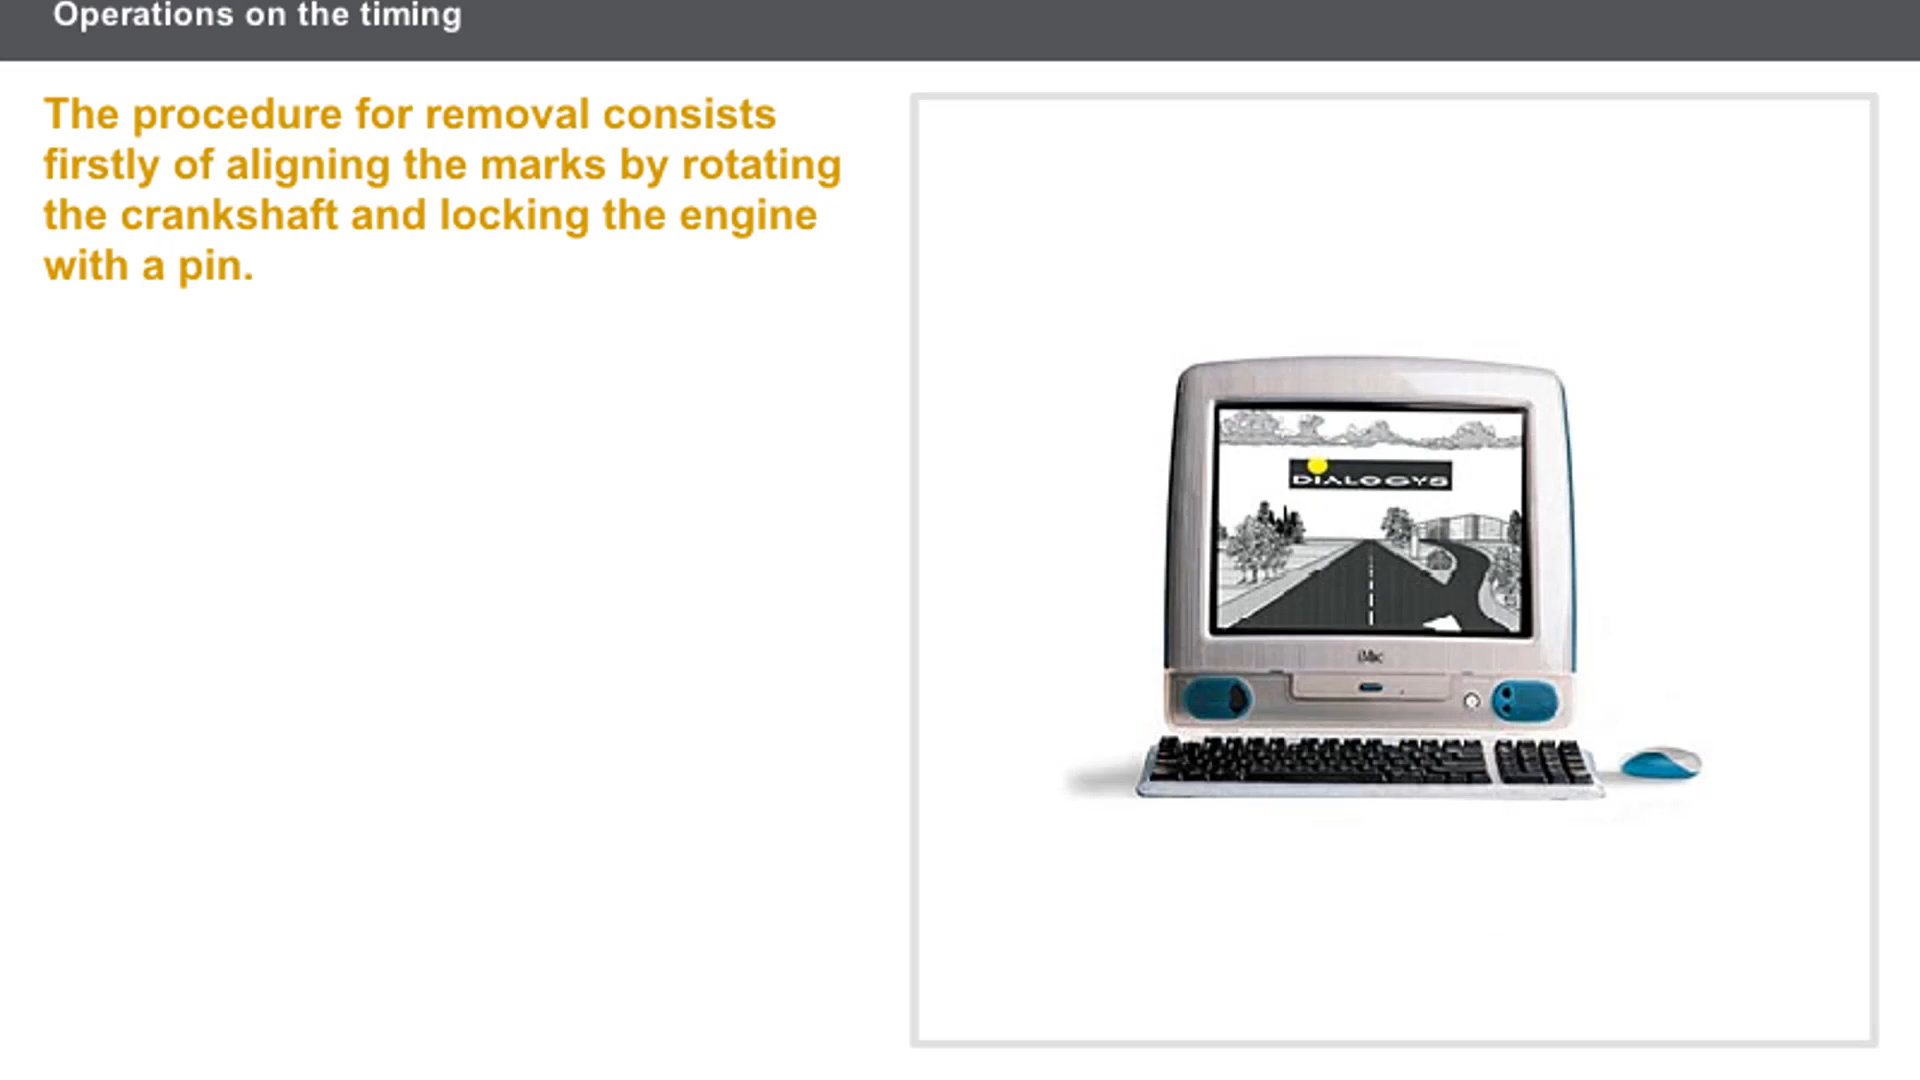 Operations on the timing
The procedure for removal consists
firstly of aligning the marks by rotating
the crankshaft and locking the engine
with a pin.
DIALOGYS
iMac